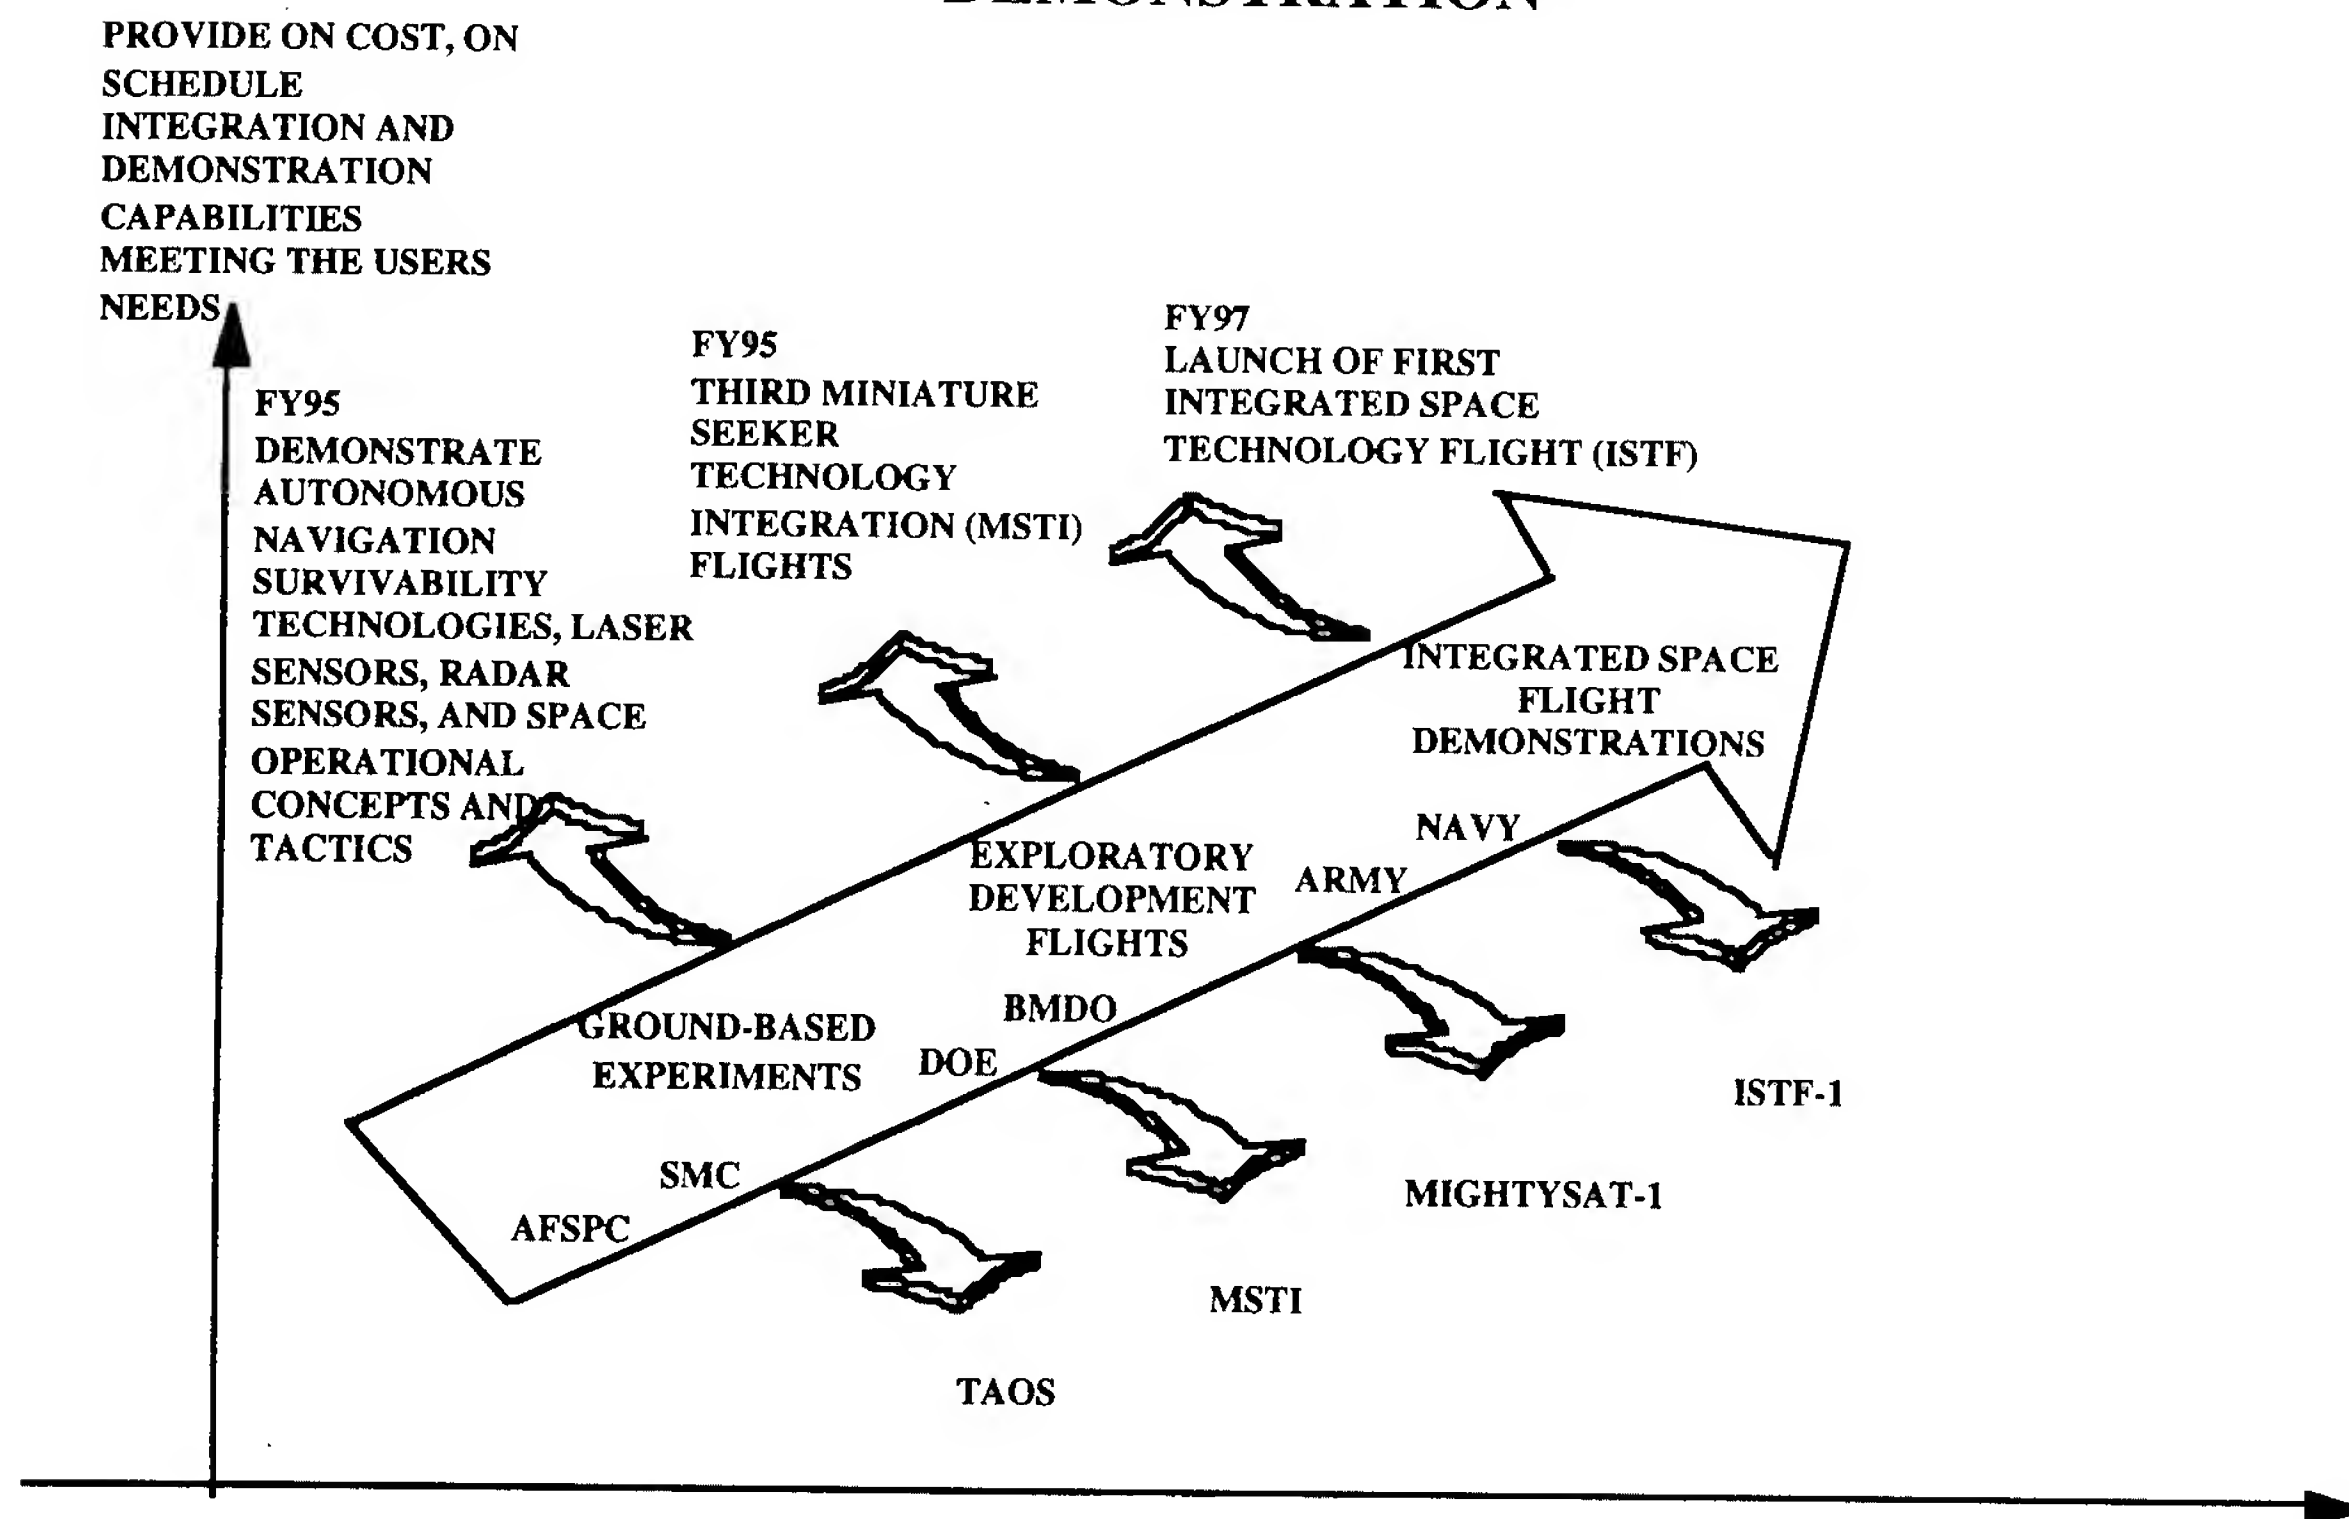 DEMONSTRATION
PROVIDE ON COST, ON
SCHEDULE
INTEGRATION AND
DEMONSTRATION
CAPABILITIES
MEETING THE USERS
NEEDS
FY95
DEMONSTRATE
AUTONOMOUS
NAVIGATION
SURVIVABILITY
TECHNOLOGIES, LASER
SENSORS, RADAR
SENSORS, AND SPACE
OPERATIONAL
CONCEPTS AND
TACTICS
FY95
THIRD MINIATURE
SEEKER
TECHNOLOGY
INTEGRATION (MSTI)
FLIGHTS
FY97
LAUNCH OF FIRST
INTEGRATED SPACE
TECHNOLOGY FLIGHT (ISTF)
INTEGRATED SPACE
FLIGHT
DEMONSTRATIONS
EXPLORATORY
DEVELOPMENT
FLIGHTS
GROUND-BASED
EXPERIMENTS
NAVY
ARMY
BMDO
DOE
SMC
AFSPC
ISTF-1
MIGHTYSAT-1
MSTI
TAOS